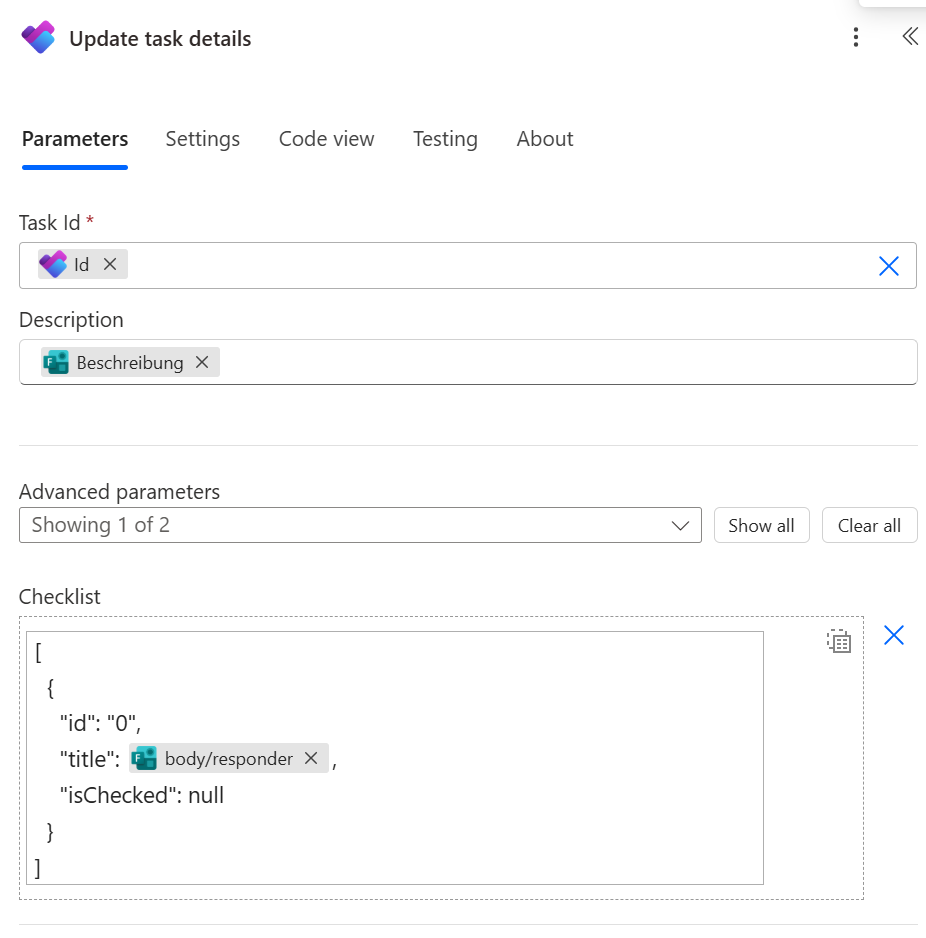 Update task details
Parameters Settings Code view Testing About
Task Id *
Id
Description
Beschreibung
Advanced parameters
Showing 1 of 2 Show all Clear all
Checklist
[
{
"id": "0",
"title": body/responder ,
"isChecked": null
}
]